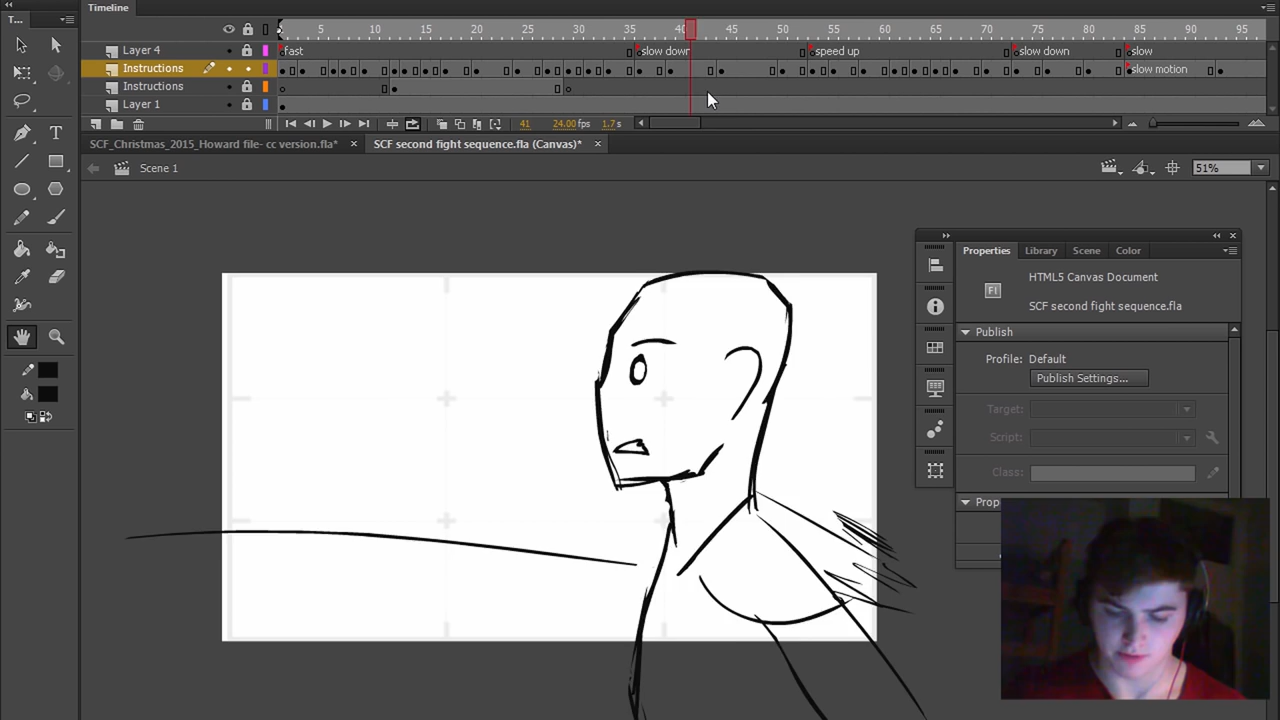 Timeline
T...
5 10 15 20 25 30 35 40 45 50 55 60 65 70 75 80 85 90 95
Layer 4 fast slow down speed up slow down slow
Instructions slow motion
Instructions
Layer 1
41 24.00 fps 1.7 s
SCF_Christmas_2015_Howard file- cc version.fla* × SCF second fight sequence.fla (Canvas)* ×
Scene 1 51%
Properties Library Scene Color
HTML5 Canvas Document
Fl
SCF second fight sequence.fla
Publish
Profile: Default
Publish Settings...
Target:
Script:
Class:
Prop